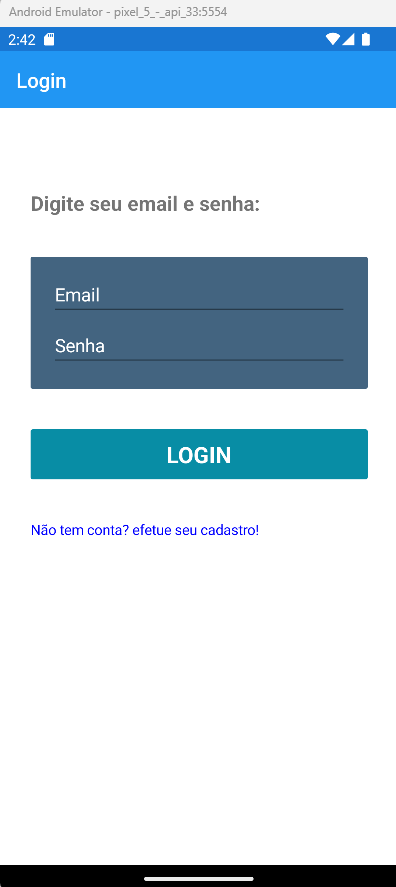 Android Emulator - pixel_5_-_api_33:5554
2:42
Login
Digite seu email e senha:
Email
Senha
LOGIN
Não tem conta? efetue seu cadastro!